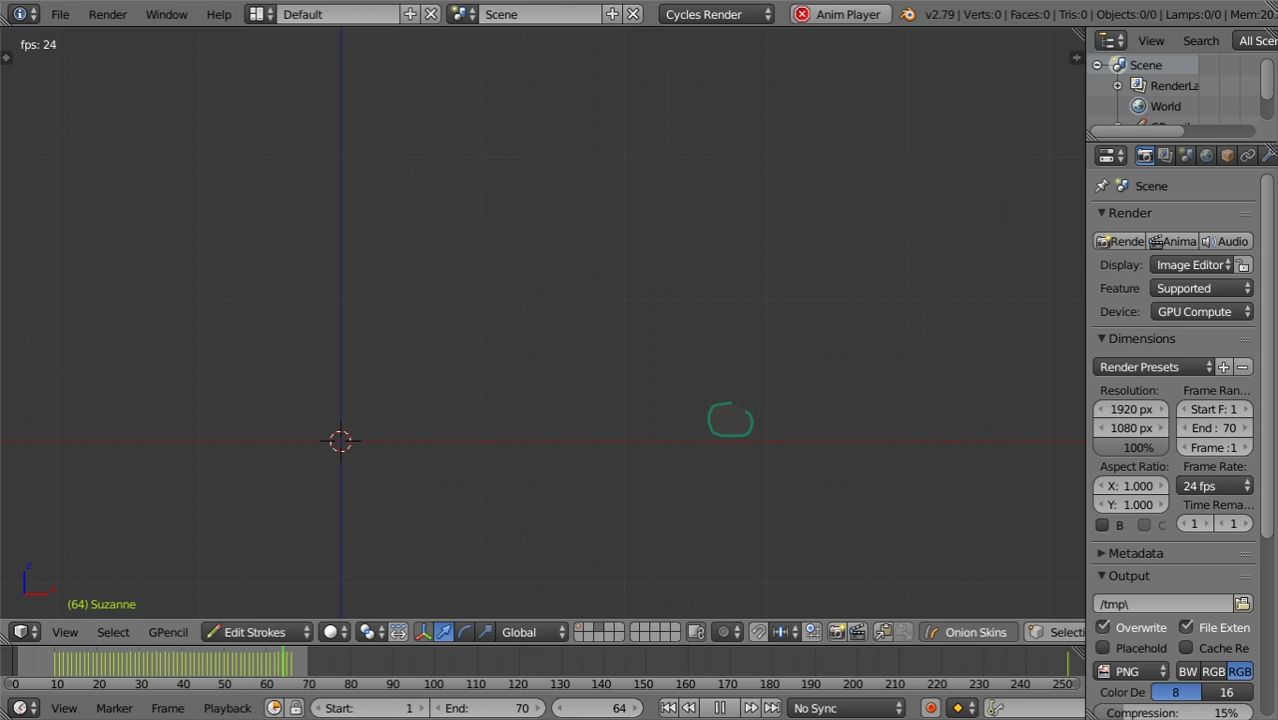 File Render Window Help Default Scene Cycles Render Anim Player v2.79 | Verts:0 | Faces:0 | Tris:0 | Objects:0/0 | Lamps:0/0 | Mem:20.
fps: 24
View Search All Scer
Scene
RenderLa
World
Scene
Render
Rende Anima Audio
Display: Image Editor
Feature Supported
Device: GPU Compute
Dimensions
Render Presets
Resolution: Frame Ran...
1920 px Start F: 1
1080 px End : 70
100% Frame :1
Aspect Ratio: Frame Rate:
X: 1.000 24 fps
Y: 1.000 Time Rema...
B C 1 1
Metadata
Output
/tmp\
Overwrite File Exten
Placehold Cache Re
PNG BW RGB RGB
Color De 8 16
Compression: 15%
z
x
(64) Suzanne
View Select GPencil Edit Strokes Global Onion Skins Selecti
0 10 20 30 40 50 60 70 80 90 100 110 120 130 140 150 160 170 180 190 200 210 220 230 240 250
View Marker Frame Playback Start: 1 End: 70 64 No Sync